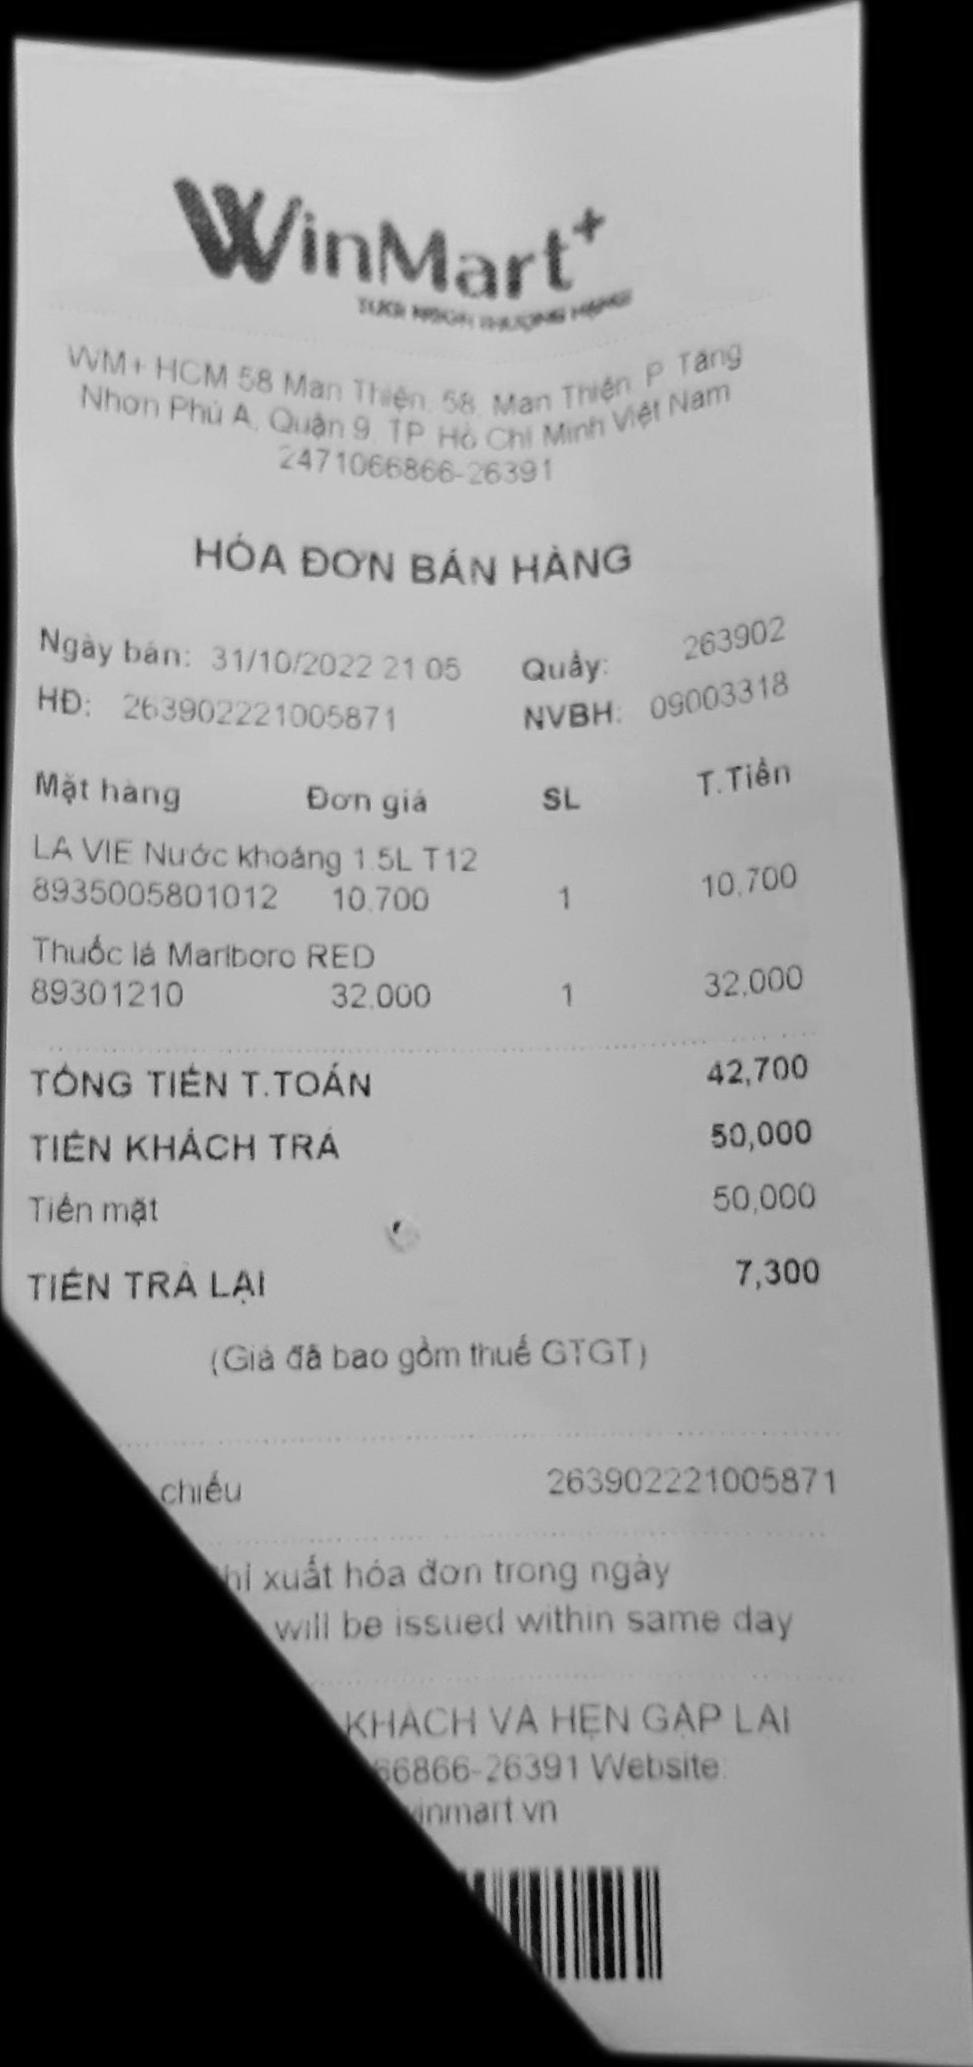 WinMart+
TƯƠI NGON THƯỢNG HẠNG
WM+ HCM 58 Man Thiện, 58, Man Thiện, P. Tăng
Nhơn Phú A, Quận 9, TP. Hồ Chí Minh Việt Nam
2471066866-26391
HÓA ĐƠN BÁN HÀNG
Ngày bán: 31/10/2022 21:05 Quầy: 263902
HĐ: 263902221005871 NVBH: 09003318
Mặt hàng Đơn giá SL T.Tiền
LA VIE Nước khoáng 1.5L T12
8935005801012 10,700 1 10,700
Thuốc lá Marlboro RED
89301210 32,000 1 32,000
TỔNG TIỀN T.TOÁN 42,700
TIỀN KHÁCH TRẢ 50,000
Tiền mặt 50,000
TIỀN TRẢ LẠI 7,300
(Giá đã bao gồm thuế GTGT)
chiếu 263902221005871
hỉ xuất hóa đơn trong ngày
will be issued within same day
KHÁCH VÀ HẸN GẶP LẠI
66866-26391 Website:
inmart.vn